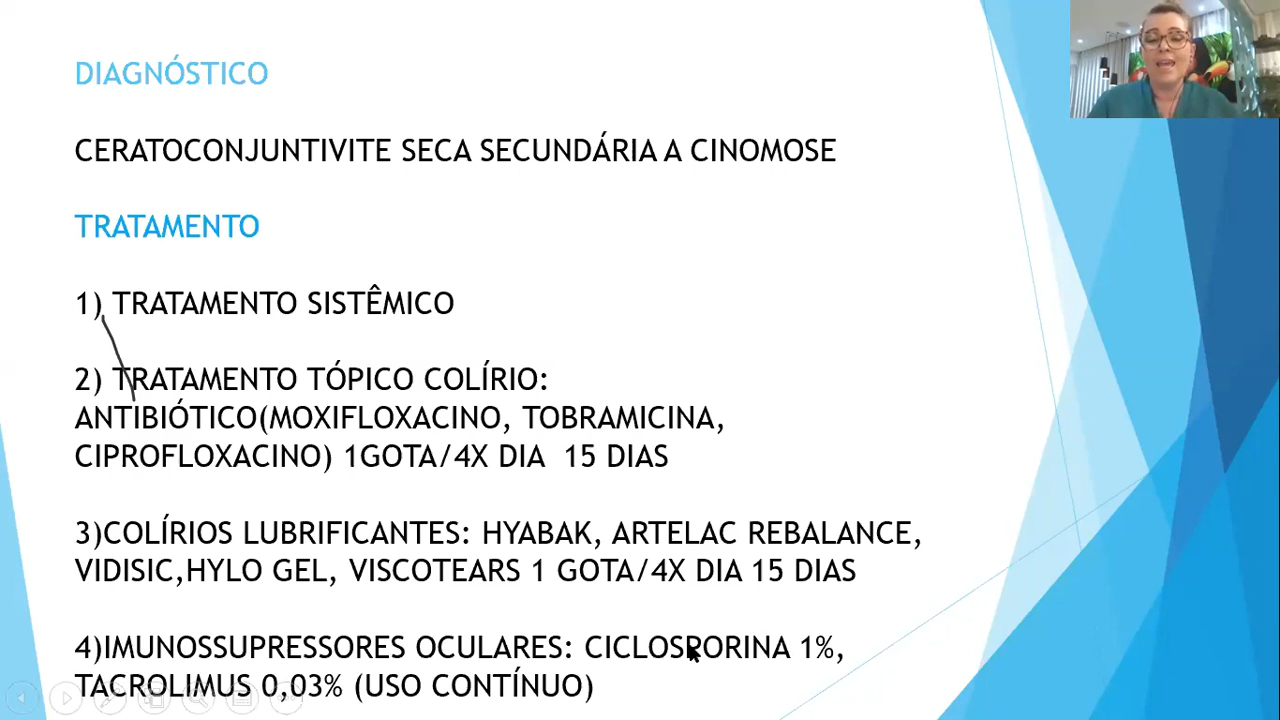 DIAGNÓSTICO
CERATOCONJUNTIVITE SECA SECUNDÁRIA A CINOMOSE
TRATAMENTO
1) TRATAMENTO SISTÊMICO
2) TRATAMENTO TÓPICO COLÍRIO:
ANTIBIÓTICO(MOXIFLOXACINO, TOBRAMICINA,
CIPROFLOXACINO) 1GOTA/4X DIA 15 DIAS
3)COLÍRIOS LUBRIFICANTES: HYABAK, ARTELAC REBALANCE,
VIDISIC,HYLO GEL, VISCOTEARS 1 GOTA/4X DIA 15 DIAS
4)IMUNOSSUPRESSORES OCULARES: CICLOSPORINA 1%,
TACROLIMUS 0,03% (USO CONTÍNUO)